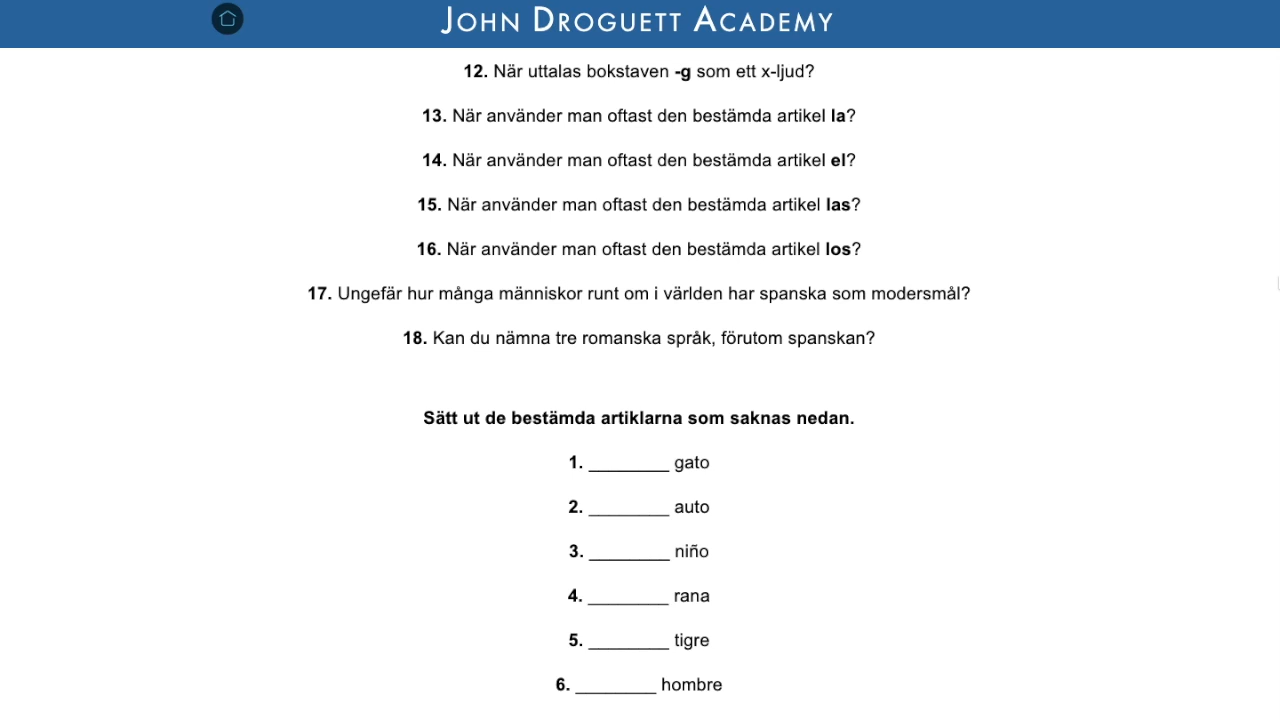 JOHN DROGUETT ACADEMY
12. När uttalas bokstaven -g som ett x-ljud?
13. När använder man oftast den bestämda artikel la?
14. När använder man oftast den bestämda artikel el?
15. När använder man oftast den bestämda artikel las?
16. När använder man oftast den bestämda artikel los?
17. Ungefär hur många människor runt om i världen har spanska som modersmål?
18. Kan du nämna tre romanska språk, förutom spanskan?
Sätt ut de bestämda artiklarna som saknas nedan.
1. ________ gato
2. ________ auto
3. ________ niño
4. ________ rana
5. ________ tigre
6. ________ hombre